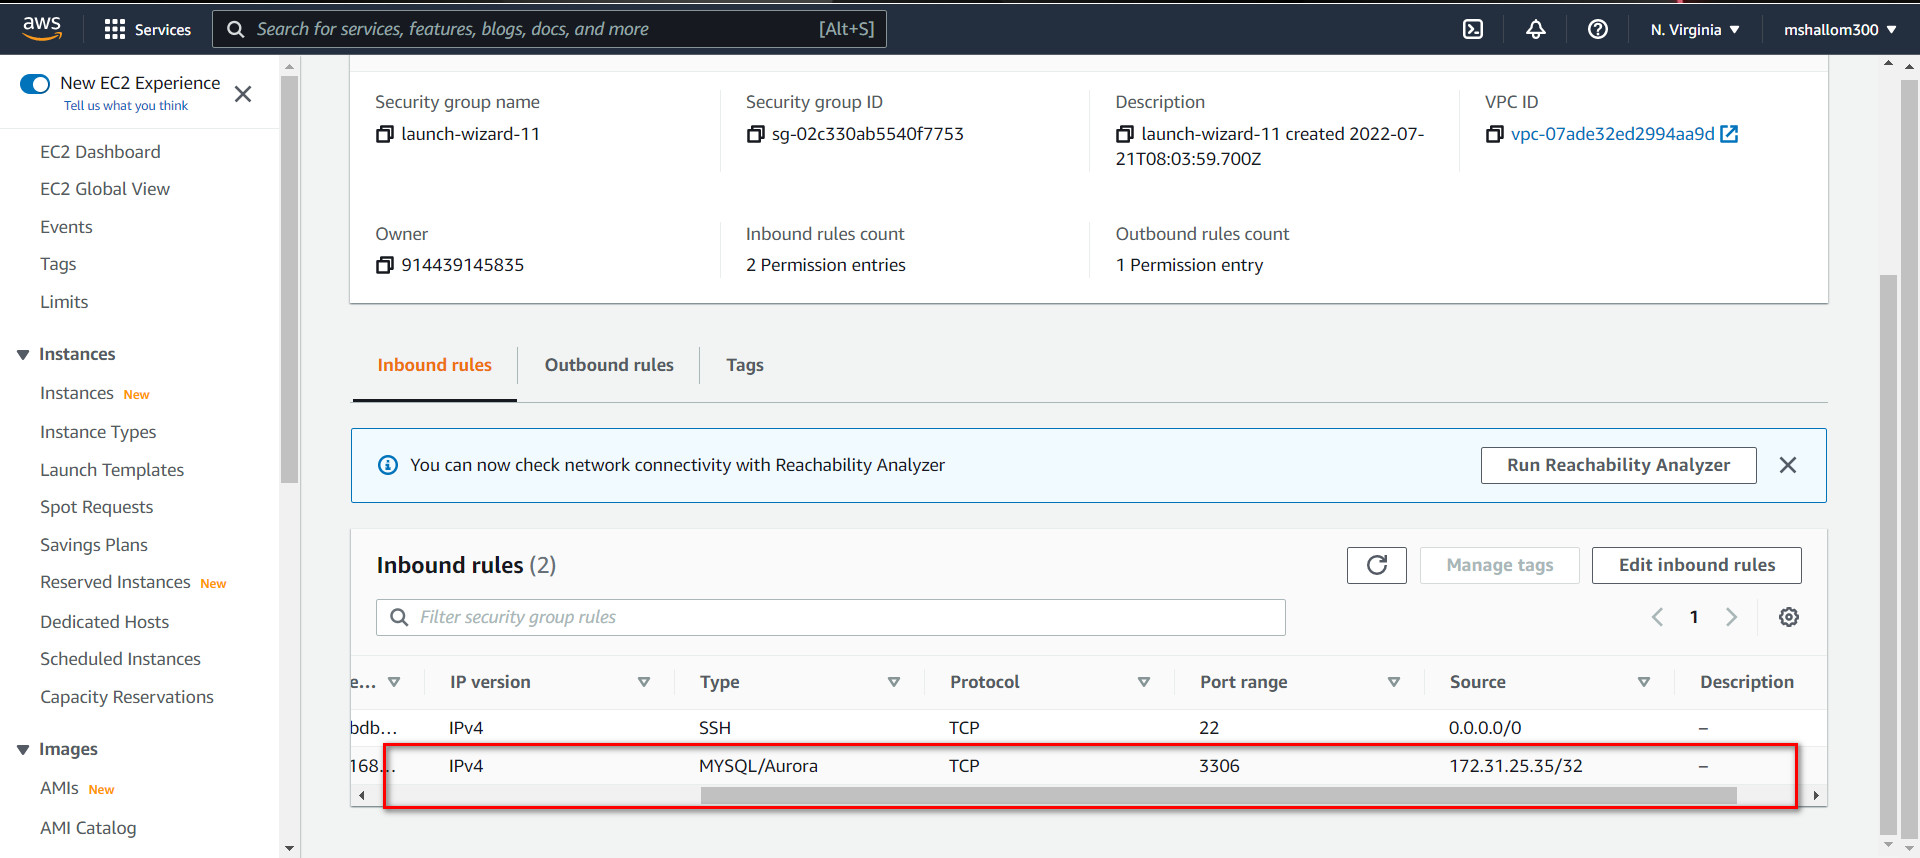 aws Services Search for services, features, blogs, docs, and more [Alt+S] N. Virginia mshallom300
New EC2 Experience
Tell us what you think
EC2 Dashboard
EC2 Global View
Events
Tags
Limits
Instances
Instances New
Instance Types
Launch Templates
Spot Requests
Savings Plans
Reserved Instances New
Dedicated Hosts
Scheduled Instances
Capacity Reservations
Images
AMIs New
AMI Catalog
Security group name
launch-wizard-11
Security group ID
sg-02c330ab5540f7753
Description
launch-wizard-11 created 2022-07-
21T08:03:59.700Z
VPC ID
vpc-07ade32ed2994aa9d
Owner
914439145835
Inbound rules count
2 Permission entries
Outbound rules count
1 Permission entry
Inbound rules Outbound rules Tags
You can now check network connectivity with Reachability Analyzer Run Reachability Analyzer
Inbound rules (2) Manage tags Edit inbound rules
Filter security group rules 1
e... IP version Type Protocol Port range Source Description
bdb... IPv4 SSH TCP 22 0.0.0.0/0 –
168... IPv4 MYSQL/Aurora TCP 3306 172.31.25.35/32 –